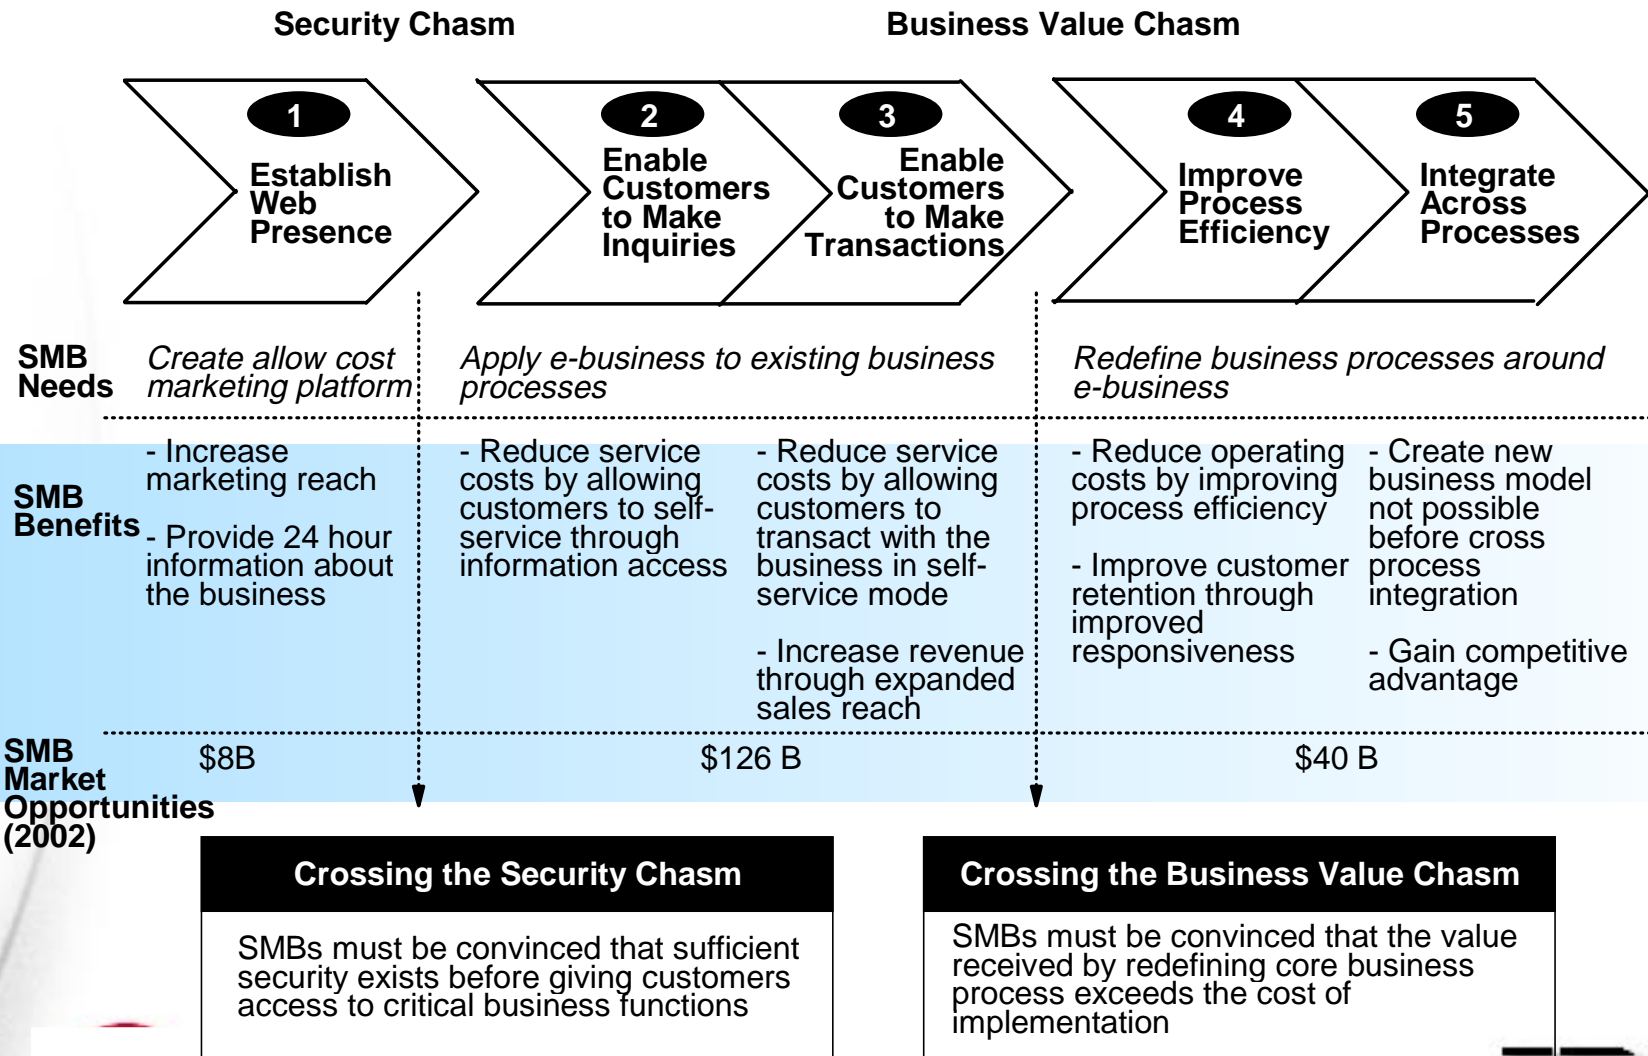 Security Chasm
Business Value Chasm
1
Establish
Web
Presence
2
Enable
Customers
to Make
Inquiries
3
Enable
Customers
to Make
Transactions
4
Improve
Process
Efficiency
5
Integrate
Across
Processes
SMB
Needs
Create allow cost
marketing platform
Apply e-business to existing business
processes
Redefine business processes around
e-business
SMB
Benefits
- Increase
marketing reach
- Provide 24 hour
information about
the business
- Reduce service
costs by allowing
customers to self-
service through
information access
- Reduce service
costs by allowing
customers to
transact with the
business in self-
service mode
- Increase revenue
through expanded
sales reach
- Reduce operating
costs by improving
process efficiency
- Improve customer
retention through
improved
responsiveness
- Create new
business model
not possible
before cross
process
integration
- Gain competitive
advantage
SMB
Market
Opportunities
(2002)
$8B
$126 B
$40 B
Crossing the Security Chasm
SMBs must be convinced that sufficient
security exists before giving customers
access to critical business functions
Crossing the Business Value Chasm
SMBs must be convinced that the value
received by redefining core business
process exceeds the cost of
implementation